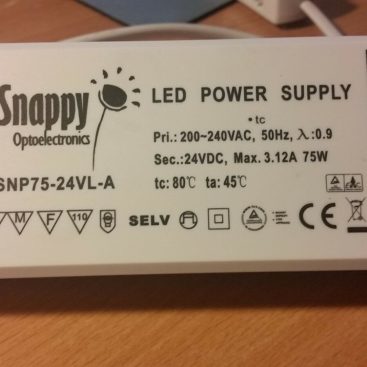 Snappy
Optoelectronics
LED POWER SUPPLY
•tc
Pri.: 200~240VAC, 50Hz, λ:0.9
Sec.:24VDC, Max. 3.12A 75W
SNP75-24VL-A
tc: 80℃ ta: 45℃
M F 110 SELV CE